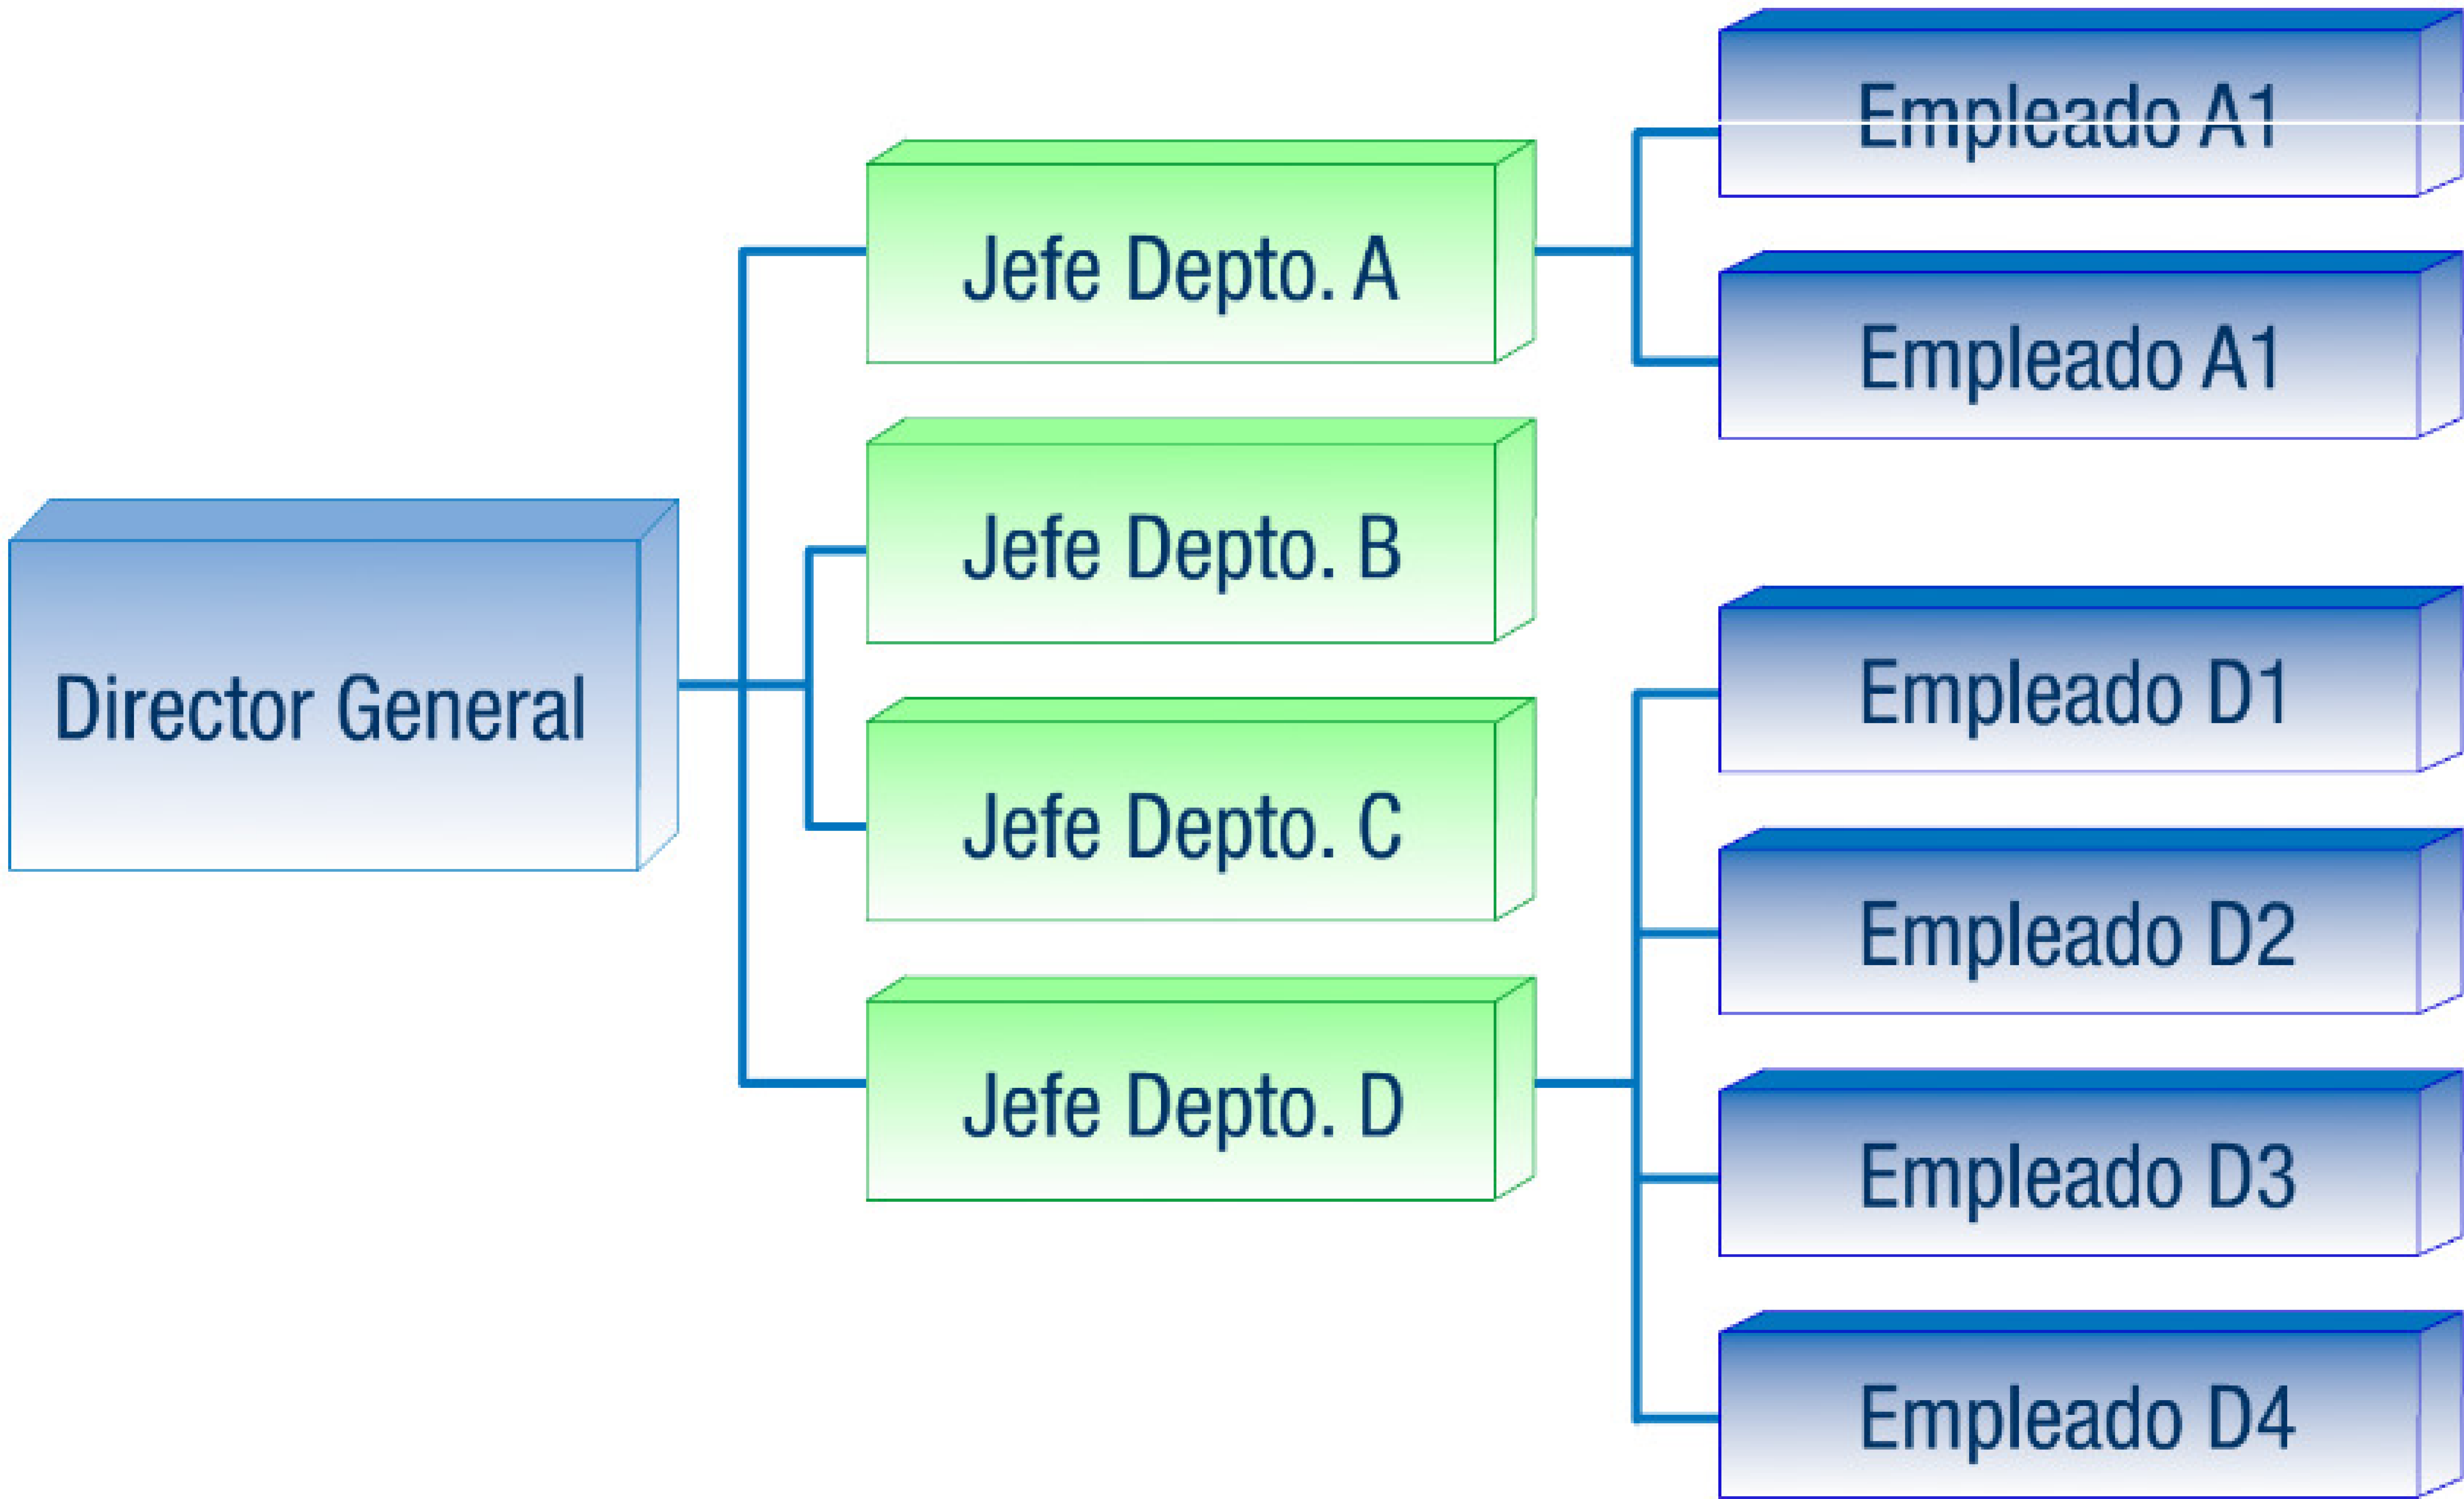 Director General
Jefe Depto. A
Jefe Depto. B
Jefe Depto. C
Jefe Depto. D
Empleado A1
Empleado A1
Empleado D1
Empleado D2
Empleado D3
Empleado D4